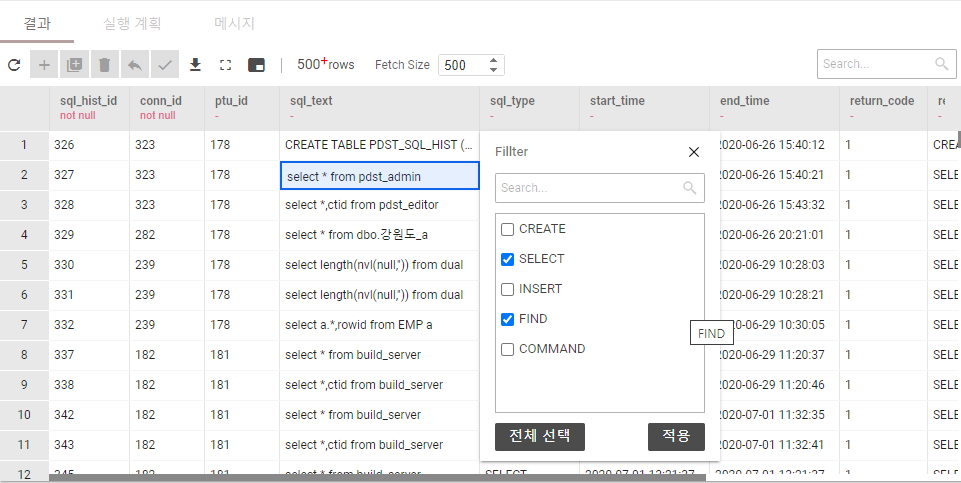 결과 실행 계획 메시지
500+rows Fetch Size 500 Search...
sql_hist_id conn_id ptu_id sql_text sql_type start_time end_time return_code re
not null not null - - - - - - -
1 326 323 178 CREATE TABLE PDST_SQL_HIST (... 2020-06-26 15:40:12 1 CREA
2 327 323 178 select * from pdst_admin 2020-06-26 15:40:21 1 SELE
3 328 323 178 select *,ctid from pdst_editor 2020-06-26 15:43:32 1 SELE
4 329 282 178 select * from dbo.강원도_a 2020-06-26 20:21:01 1 SELE
5 330 239 178 select length(nvl(null,'')) from dual 2020-06-29 10:28:03 1 SELE
6 331 239 178 select length(nvl(null,'')) from dual 2020-06-29 10:28:21 1 SELE
7 332 239 178 select a.*,rowid from EMP a 2020-06-29 10:30:05 1 SELE
8 337 182 181 select * from build_server 2020-06-29 11:20:37 1 SELE
9 338 182 181 select *,ctid from build_server 2020-06-29 11:20:46 1 SELE
10 342 182 181 select * from build_server 2020-07-01 11:32:35 1 SELE
11 343 182 181 select *,ctid from build_server 2020-07-01 11:32:41 1 SELE
12 345 182 181 select * from build_server SELECT 2020-07-01 12:21:27 2020-07-01 12:21:27 1 SELE
Fillter
Search...
CREATE
SELECT
INSERT
FIND
COMMAND
FIND
전체 선택 적용